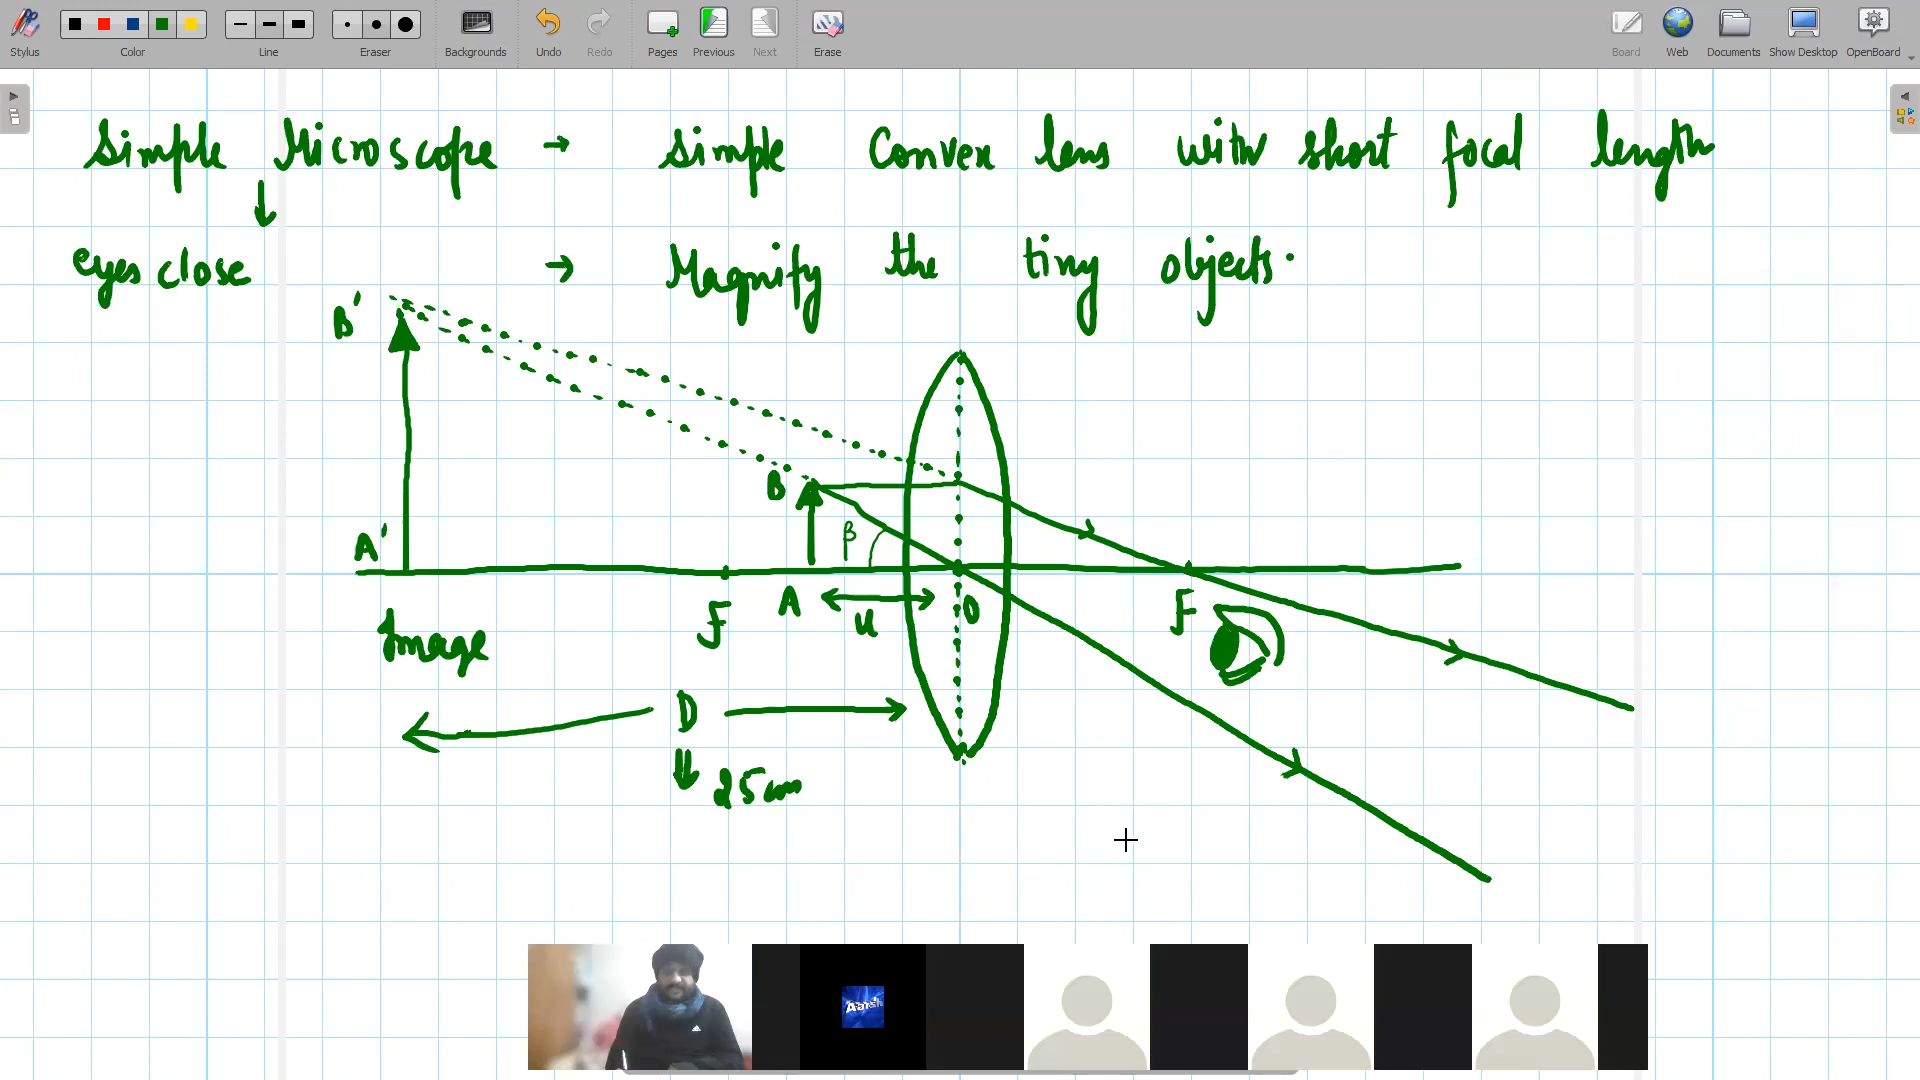 Stylus
Color
Line
Eraser
Backgrounds
Undo
Redo
Pages
Previous
Next
Erase
Board
Web
Documents
Show Desktop
OpenBoard
Simple Microscope → Simple Convex lens with short focal length
↓
eyes close → Magnify the tiny objects.
B'
B
β
A'
F
A
u
O
F
Image
D
25cm
Aarsh